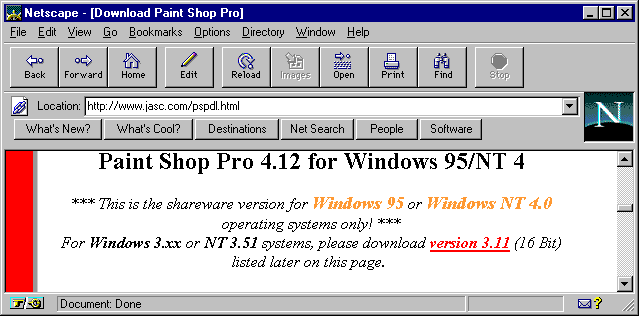 Netscape - [Download Paint Shop Pro]
File Edit View Go Bookmarks Options Directory Window Help
Back Forward Home Edit Reload Images Open Print Find Stop
Location: http://www.jasc.com/pspdl.html
N
What's New? What's Cool? Destinations Net Search People Software
Paint Shop Pro 4.12 for Windows 95/NT 4
*** This is the shareware version for Windows 95 or Windows NT 4.0
operating systems only! ***
For Windows 3.xx or NT 3.51 systems, please download version 3.11 (16 Bit)
listed later on this page.
Document: Done
?